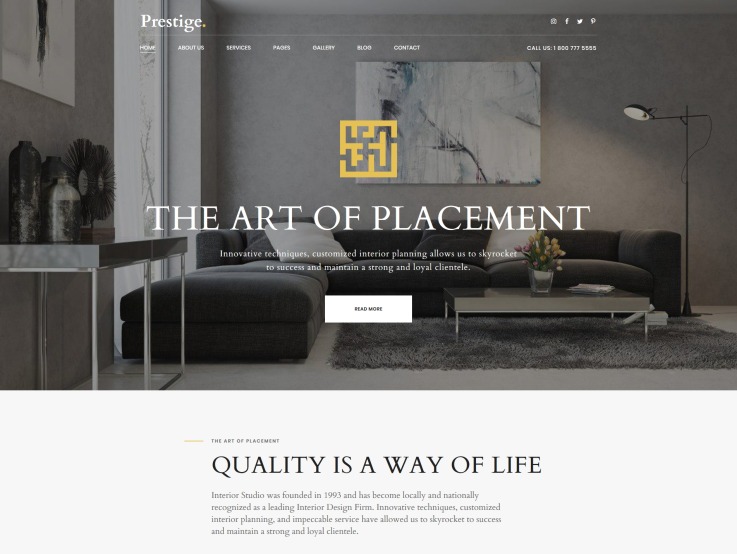 Prestige.
HOME ABOUT US SERVICES PAGES GALLERY BLOG CONTACT CALL US: 1 800 777 5555
THE ART OF PLACEMENT
Innovative techniques, customized interior planning allows us to skyrocket
to success and maintain a strong and loyal clientele.
READ MORE
THE ART OF PLACEMENT
QUALITY IS A WAY OF LIFE
Interior Studio was founded in 1993 and has become locally and nationally
recognized as a leading Interior Design Firm. Innovative techniques, customized
interior planning, and impeccable service have allowed us to skyrocket to success
and maintain a strong and loyal clientele.